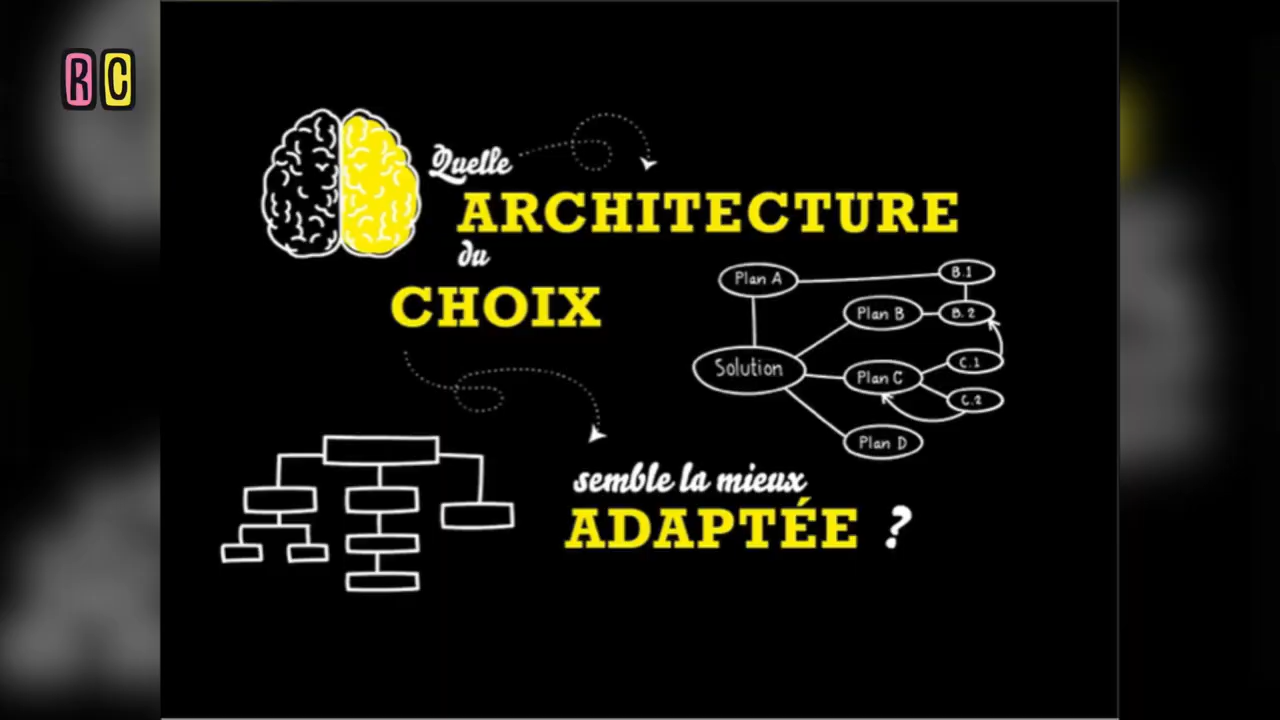 RC
Quelle
ARCHITECTURE
du
CHOIX
Plan A
B.1
Plan B
B.2
Solution
Plan C
C.1
C.2
Plan D
semble la mieux
ADAPTÉE ?